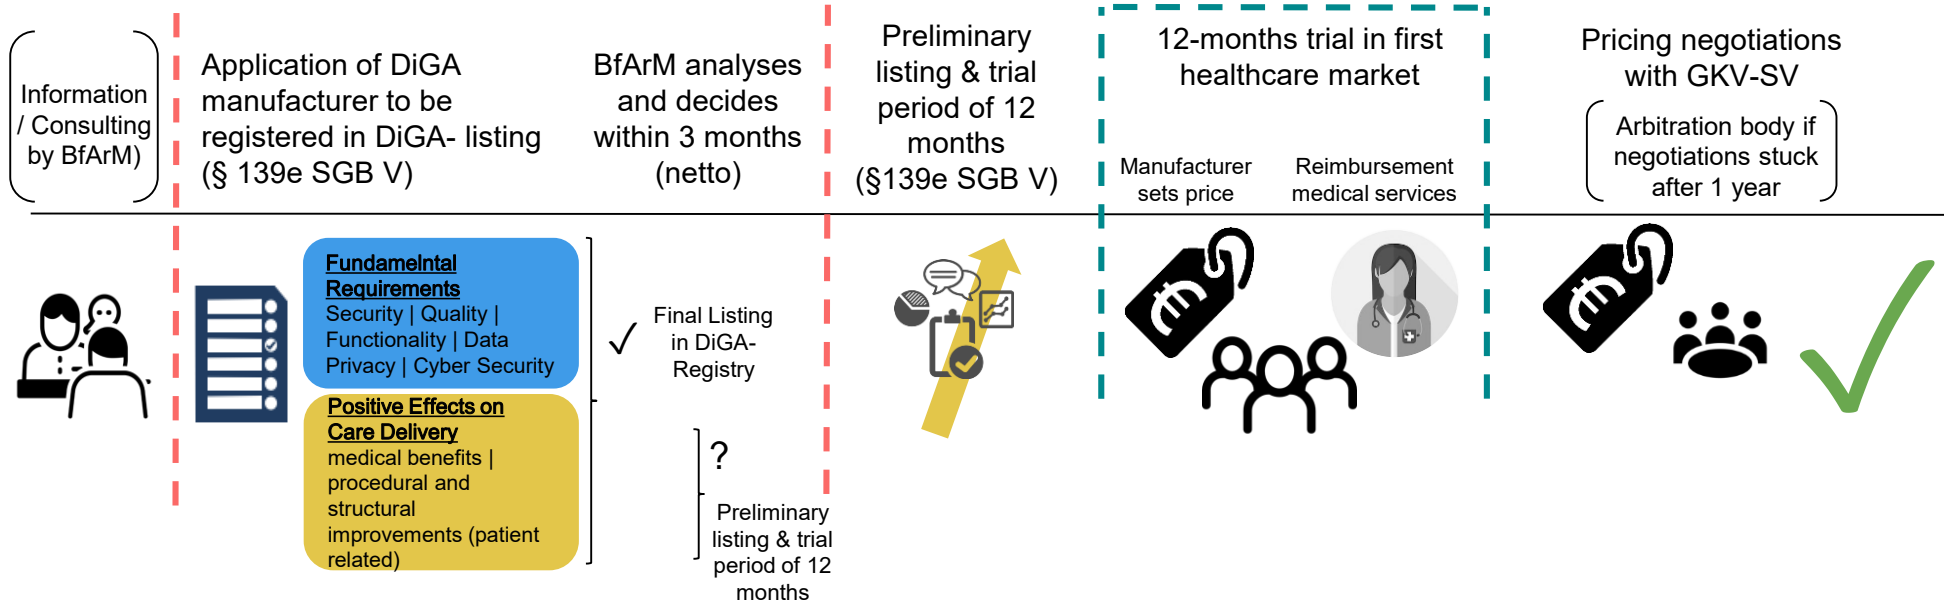 Information
/ Consulting
by BfArM)
Application of DiGA
manufacturer to be
registered in DiGA- listing
(§ 139e SGB V)
BfArM analyses
and decides
within 3 months
(netto)
Preliminary
listing & trial
period of 12
months
(§139e SGB V)
12-months trial in first
healthcare market
Manufacturer
sets price
Reimbursement
medical services
Pricing negotiations
with GKV-SV
Arbitration body if
negotiations stuck
after 1 year
Fundamelntal
Requirements
Security | Quality |
Functionality | Data
Privacy | Cyber Security
Positive Effects on
Care Delivery
medical benefits |
procedural and
structural
improvements (patient
related)
Final Listing
in DiGA-
Registry
?
Preliminary
listing & trial
period of 12
months